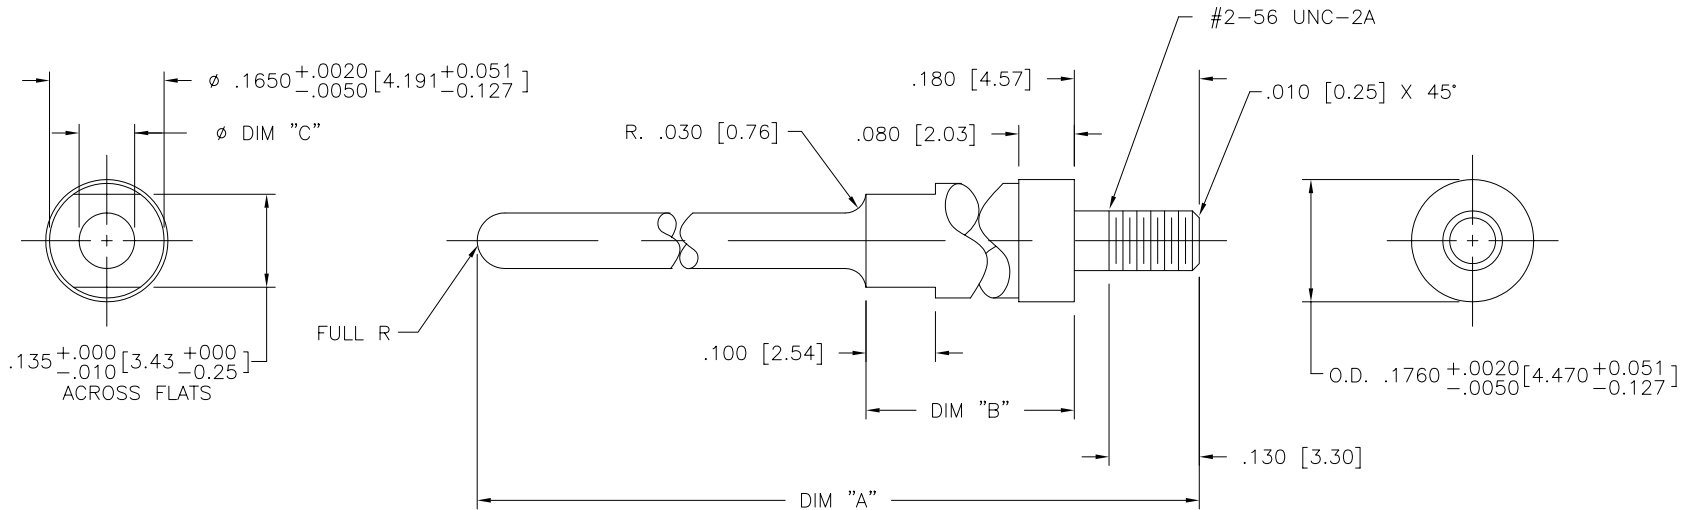 #2-56 UNC-2A
ø .1650 +.0020 -.0050 [4.191 +0.051 -0.127]
.180 [4.57]
.010 [0.25] X 45°
ø DIM "C"
R. .030 [0.76]
.080 [2.03]
FULL R
.135 +.000 -.010 [3.43 +000 -0.25]
ACROSS FLATS
.100 [2.54]
O.D. .1760 +.0020 -.0050 [4.470 +0.051 -0.127]
DIM "B"
.130 [3.30]
DIM "A"